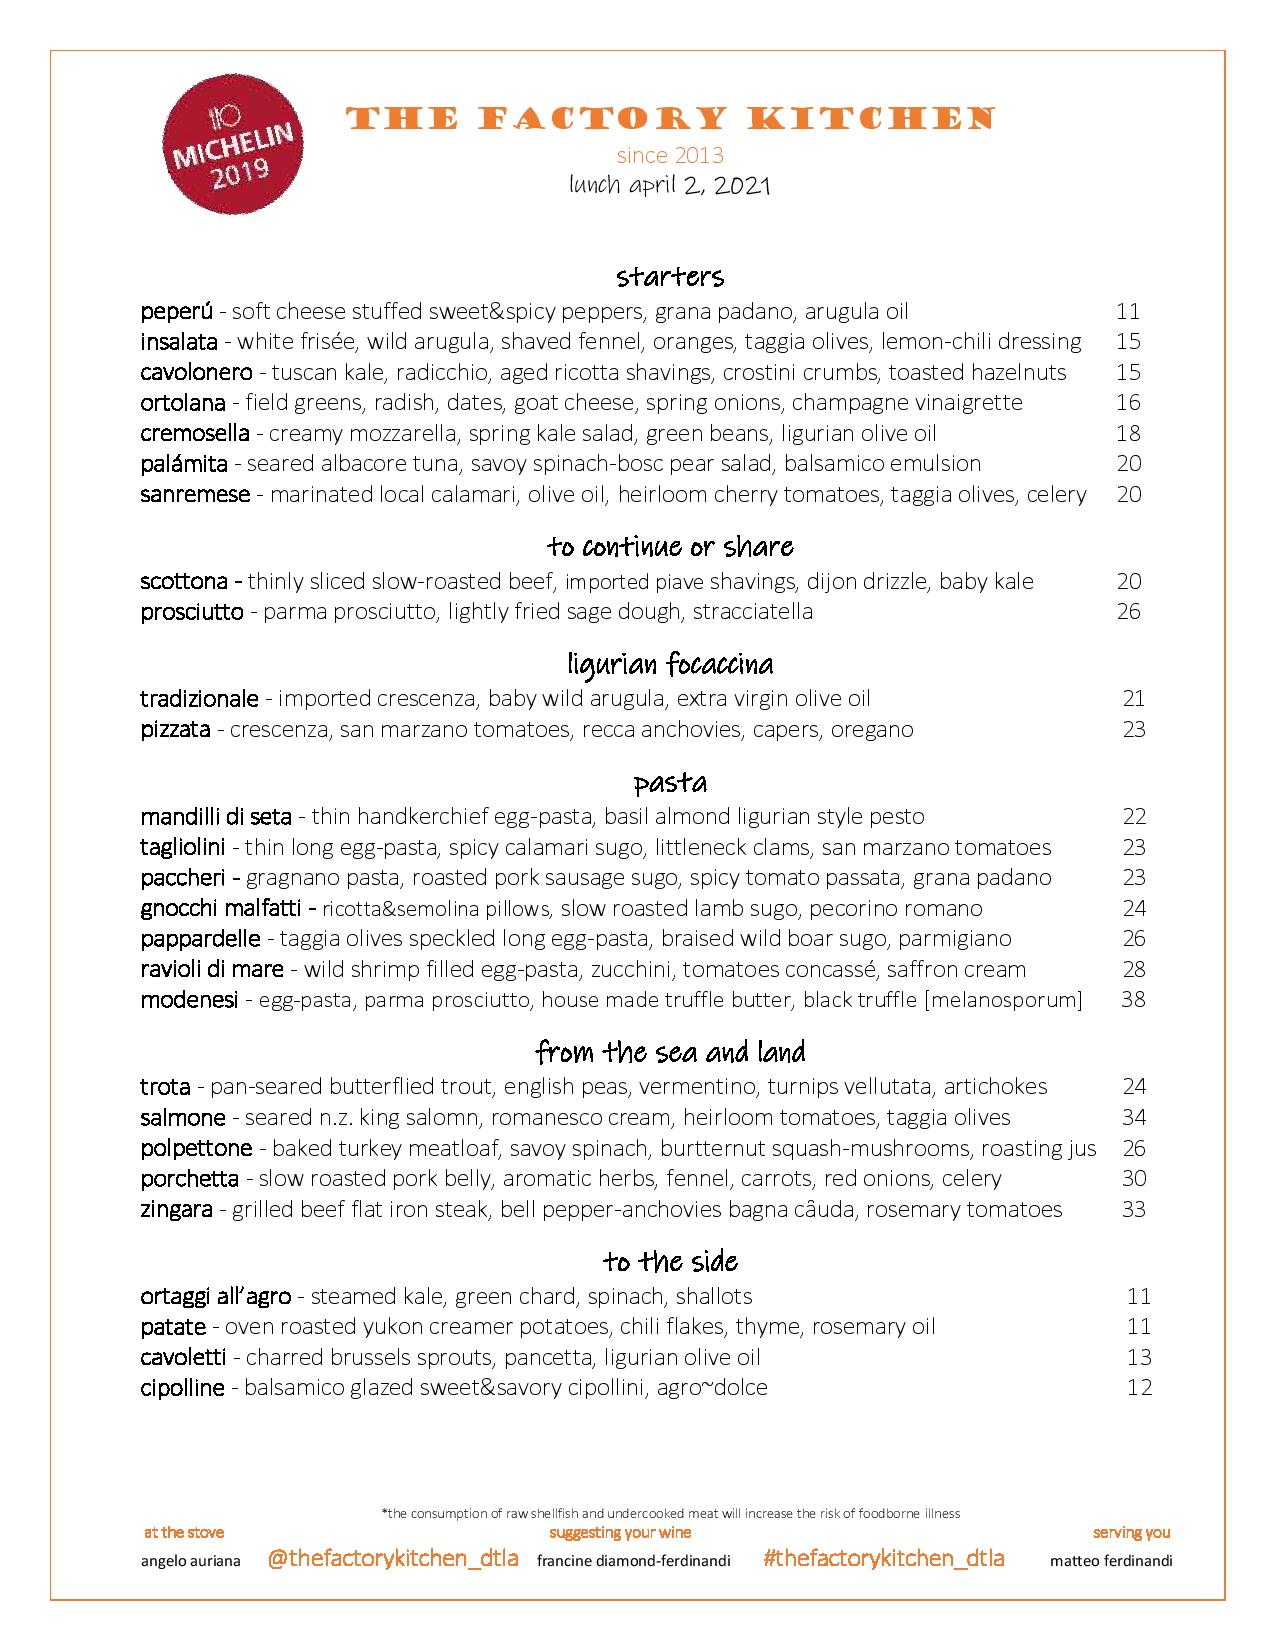 MICHELIN
2019
THE FACTORY KITCHEN
since 2013
lunch april 2, 2021
starters
peperú - soft cheese stuffed sweet&spicy peppers, grana padano, arugula oil 11
insalata - white frisée, wild arugula, shaved fennel, oranges, taggia olives, lemon-chili dressing 15
cavolonero - tuscan kale, radicchio, aged ricotta shavings, crostini crumbs, toasted hazelnuts 15
ortolana - field greens, radish, dates, goat cheese, spring onions, champagne vinaigrette 16
cremosella - creamy mozzarella, spring kale salad, green beans, ligurian olive oil 18
palámita - seared albacore tuna, savoy spinach-bosc pear salad, balsamico emulsion 20
sanremese - marinated local calamari, olive oil, heirloom cherry tomatoes, taggia olives, celery 20
to continue or share
scottona - thinly sliced slow-roasted beef, imported piave shavings, dijon drizzle, baby kale 20
prosciutto - parma prosciutto, lightly fried sage dough, stracciatella 26
ligurian focaccina
tradizionale - imported crescenza, baby wild arugula, extra virgin olive oil 21
pizzata - crescenza, san marzano tomatoes, recca anchovies, capers, oregano 23
pasta
mandilli di seta - thin handkerchief egg-pasta, basil almond ligurian style pesto 22
tagliolini - thin long egg-pasta, spicy calamari sugo, littleneck clams, san marzano tomatoes 23
paccheri - gragnano pasta, roasted pork sausage sugo, spicy tomato passata, grana padano 23
gnocchi malfatti - ricotta&semolina pillows, slow roasted lamb sugo, pecorino romano 24
pappardelle - taggia olives speckled long egg-pasta, braised wild boar sugo, parmigiano 26
ravioli di mare - wild shrimp filled egg-pasta, zucchini, tomatoes concassé, saffron cream 28
modenesi - egg-pasta, parma prosciutto, house made truffle butter, black truffle [melanosporum] 38
from the sea and land
trota - pan-seared butterflied trout, english peas, vermentino, turnips vellutata, artichokes 24
salmone - seared n.z. king salomn, romanesco cream, heirloom tomatoes, taggia olives 34
polpettone - baked turkey meatloaf, savoy spinach, burtternut squash-mushrooms, roasting jus 26
porchetta - slow roasted pork belly, aromatic herbs, fennel, carrots, red onions, celery 30
zingara - grilled beef flat iron steak, bell pepper-anchovies bagna câuda, rosemary tomatoes 33
to the side
ortaggi all'agro - steamed kale, green chard, spinach, shallots 11
patate - oven roasted yukon creamer potatoes, chili flakes, thyme, rosemary oil 11
cavoletti - charred brussels sprouts, pancetta, ligurian olive oil 13
cipolline - balsamico glazed sweet&savory cipollini, agro~dolce 12
*the consumption of raw shellfish and undercooked meat will increase the risk of foodborne illness
at the stove suggesting your wine serving you
angelo auriana @thefactorykitchen_dtla francine diamond-ferdinandi #thefactorykitchen_dtla matteo ferdinandi